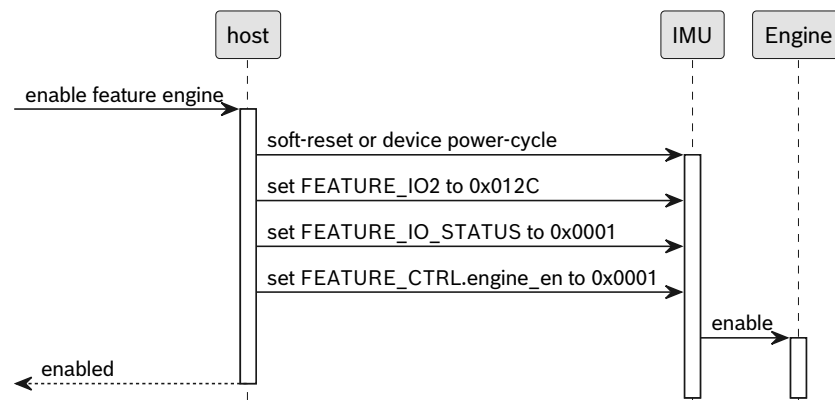 host
IMU
Engine
enable feature engine
soft-reset or device power-cycle
set FEATURE_IO2 to 0x012C
set FEATURE_IO_STATUS to 0x0001
set FEATURE_CTRL.engine_en to 0x0001
enable
enabled